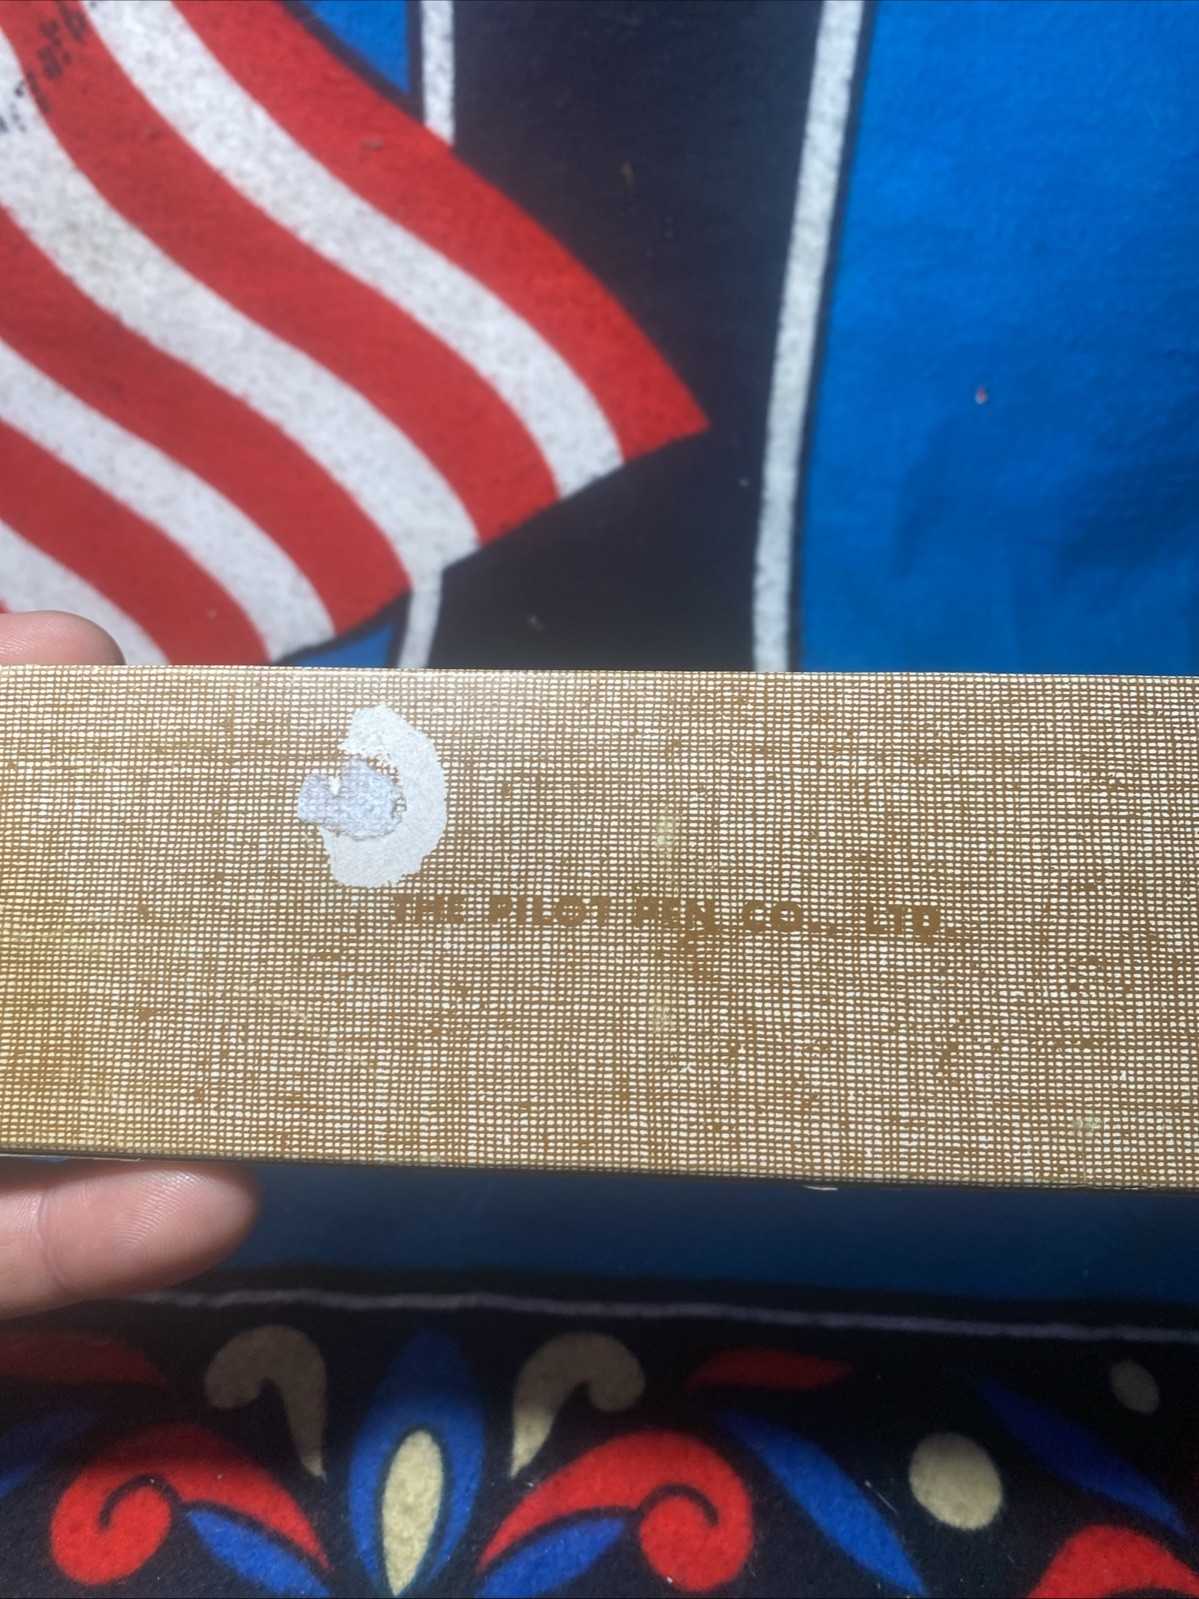 THE PILOT PEN CO., LTD.